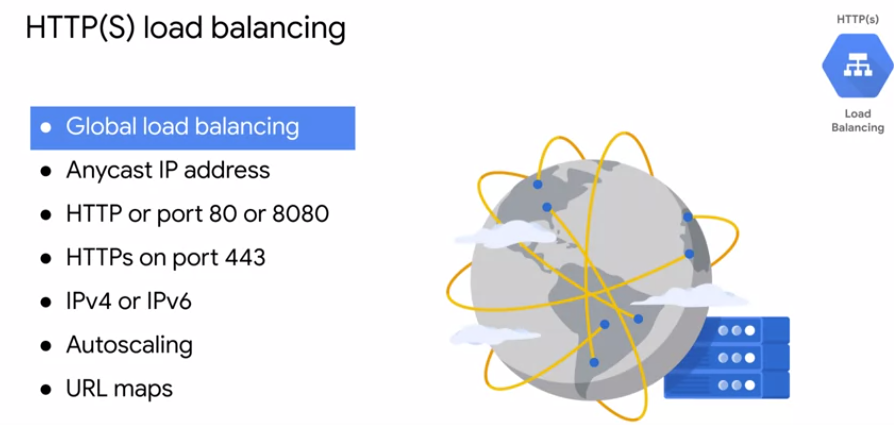 HTTP(S) load balancing
HTTP(s)
Load
Balancing
Global load balancing
Anycast IP address
HTTP or port 80 or 8080
HTTPs on port 443
IPv4 or IPv6
Autoscaling
URL maps